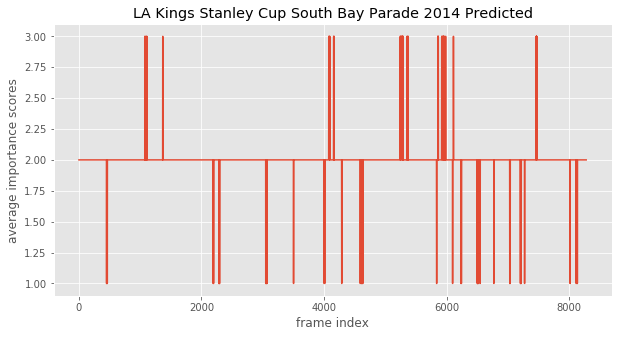 LA Kings Stanley Cup South Bay Parade 2014 Predicted
average importance scores
3.00
2.75
2.50
2.25
2.00
1.75
1.50
1.25
1.00
0 2000 4000 6000 8000
frame index